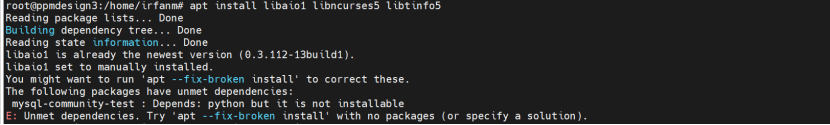 root@ppmdesign3:/home/irfanm# apt install libaio1 libncurses5 libtinfo5
Reading package lists... Done
Building dependency tree... Done
Reading state information... Done
libaio1 is already the newest version (0.3.112-13build1).
libaio1 set to manually installed.
You might want to run 'apt --fix-broken install' to correct these.
The following packages have unmet dependencies:
 mysql-community-test : Depends: python but it is not installable
E: Unmet dependencies. Try 'apt --fix-broken install' with no packages (or specify a solution).